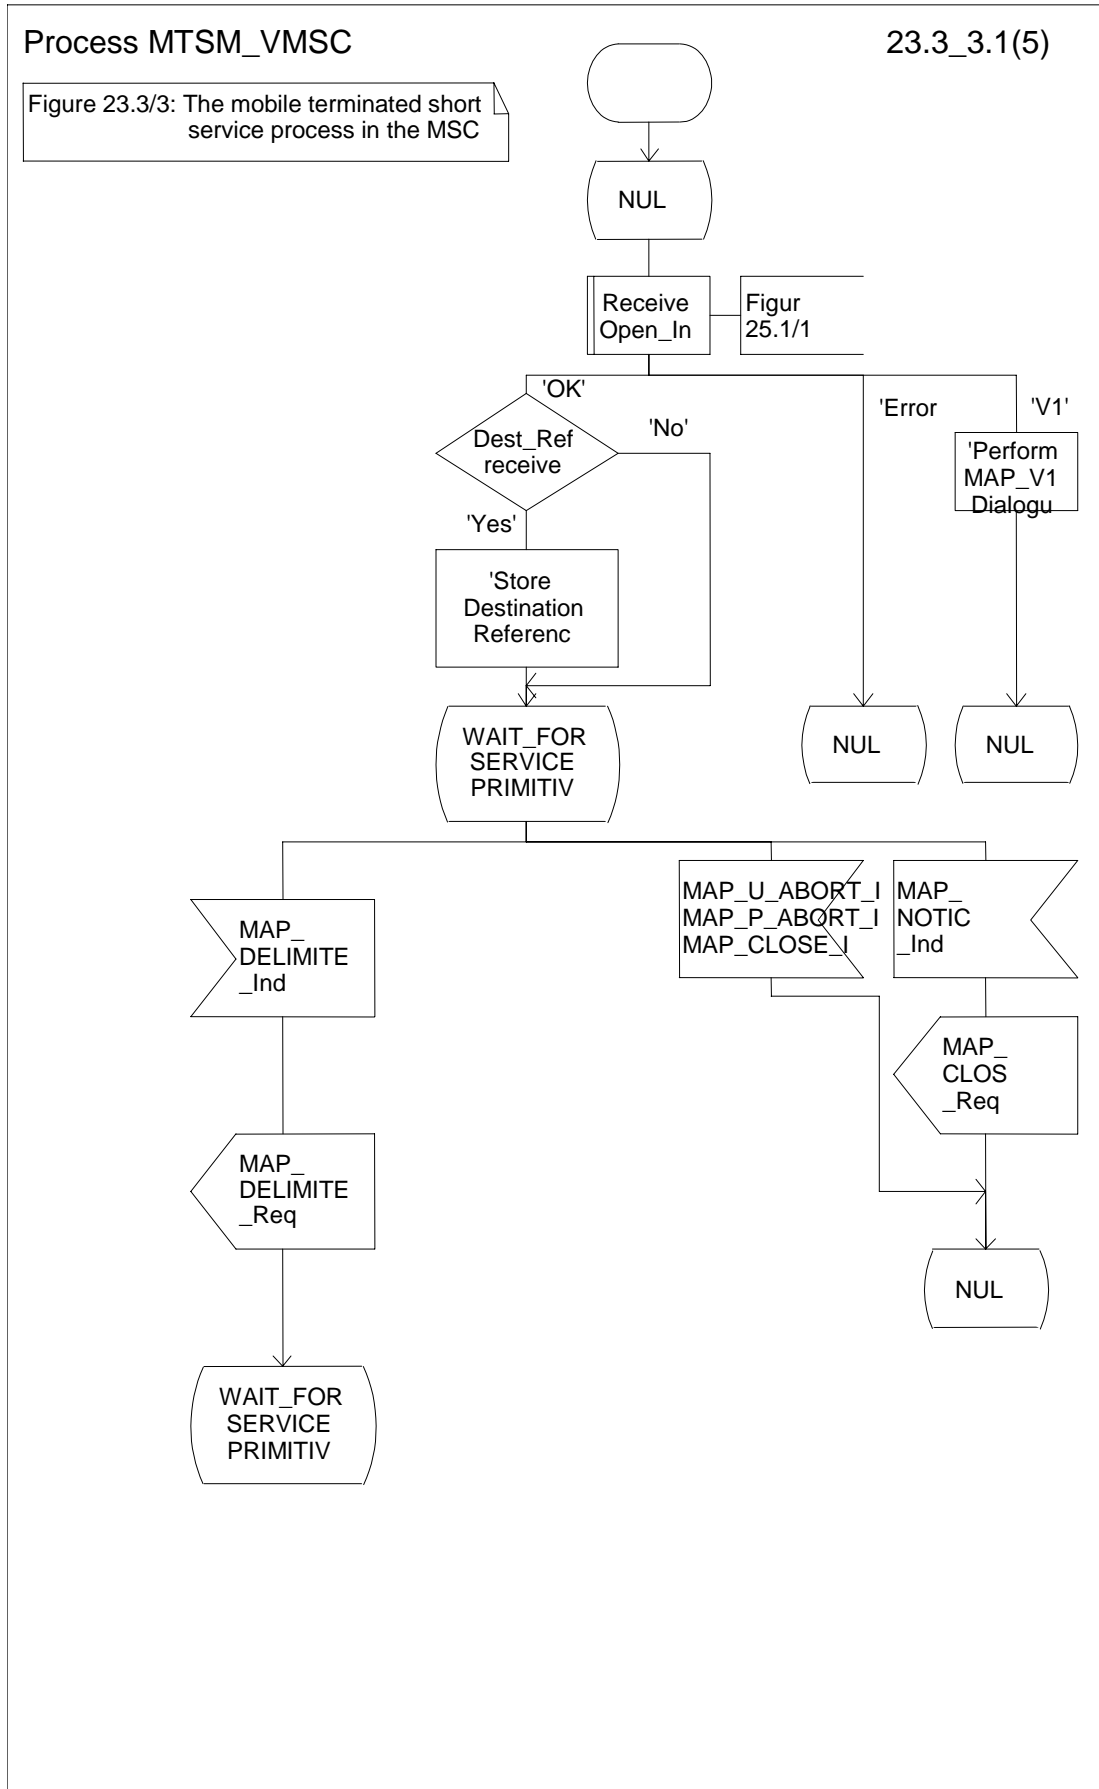 Process MTSM_VMSC
23.3_3.1(5)
Figure 23.3/3: The mobile terminated short
service process in the MSC
NUL
Receive
Open_In
Figur
25.1/1
'OK'
'Error
'V1'
Dest_Ref
receive
'No'
'Perform
MAP_V1
Dialogu
'Yes'
'Store
Destination
Referenc
WAIT_FOR
SERVICE
PRIMITIV
NUL
NUL
MAP_
DELIMITE
_Ind
MAP_U_ABORT_I
MAP_P_ABORT_I
MAP_CLOSE_I
MAP_
NOTIC
_Ind
MAP_
CLOS
_Req
MAP_
DELIMITE
_Req
NUL
WAIT_FOR
SERVICE
PRIMITIV